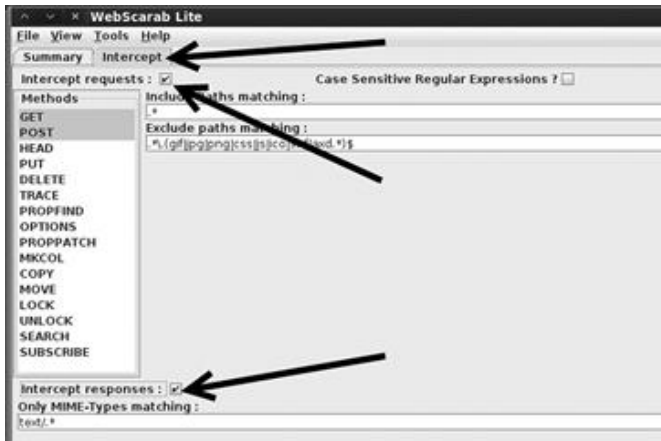 WebScarab Lite
File View Tools Help
Summary Intercept
Intercept requests : Case Sensitive Regular Expressions ?
Methods
GET
POST
HEAD
PUT
DELETE
TRACE
PROPFIND
OPTIONS
PROPPATCH
MKCOL
COPY
MOVE
LOCK
UNLOCK
SEARCH
SUBSCRIBE
Include paths matching :
.*
Exclude paths matching :
Intercept responses :
Only MIME-Types matching :
text/.*